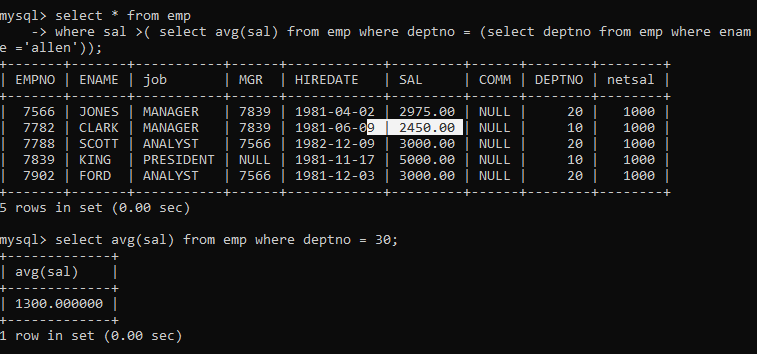 mysql> select * from emp
    -> where sal >( select avg(sal) from emp where deptno = (select deptno from emp where enam
e ='allen'));
+-------+-------+-----------+------+------------+---------+------+--------+--------+
| EMPNO | ENAME | job       | MGR  | HIREDATE   | SAL     | COMM | DEPTNO | netsal |
+-------+-------+-----------+------+------------+---------+------+--------+--------+
|  7566 | JONES | MANAGER   | 7839 | 1981-04-02 | 2975.00 | NULL |     20 |   1000 |
|  7782 | CLARK | MANAGER   | 7839 | 1981-06-09 | 2450.00 | NULL |     10 |   1000 |
|  7788 | SCOTT | ANALYST   | 7566 | 1982-12-09 | 3000.00 | NULL |     20 |   1000 |
|  7839 | KING  | PRESIDENT | NULL | 1981-11-17 | 5000.00 | NULL |     10 |   1000 |
|  7902 | FORD  | ANALYST   | 7566 | 1981-12-03 | 3000.00 | NULL |     20 |   1000 |
+-------+-------+-----------+------+------------+---------+------+--------+--------+
5 rows in set (0.00 sec)

mysql> select avg(sal) from emp where deptno = 30;
+-------------+
| avg(sal)    |
+-------------+
| 1300.000000 |
+-------------+
1 row in set (0.00 sec)